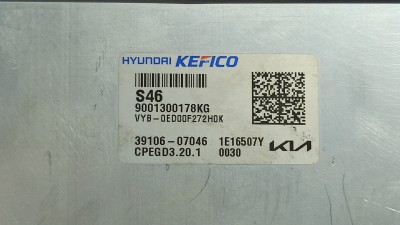 HYUNDAI KEFICO
S46
9001300178KG
VYB-0ED00F272H0K
39106-07046 1E16507Y
CPEGD3.20.1 0030
KIA